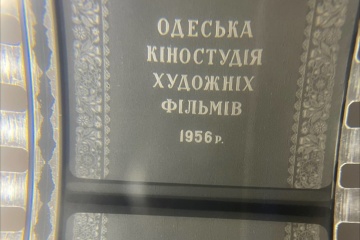 ОДЕСЬКА
КІНОСТУДІЯ
ХУДОЖНІХ
ФІЛЬМІВ
1956 р.